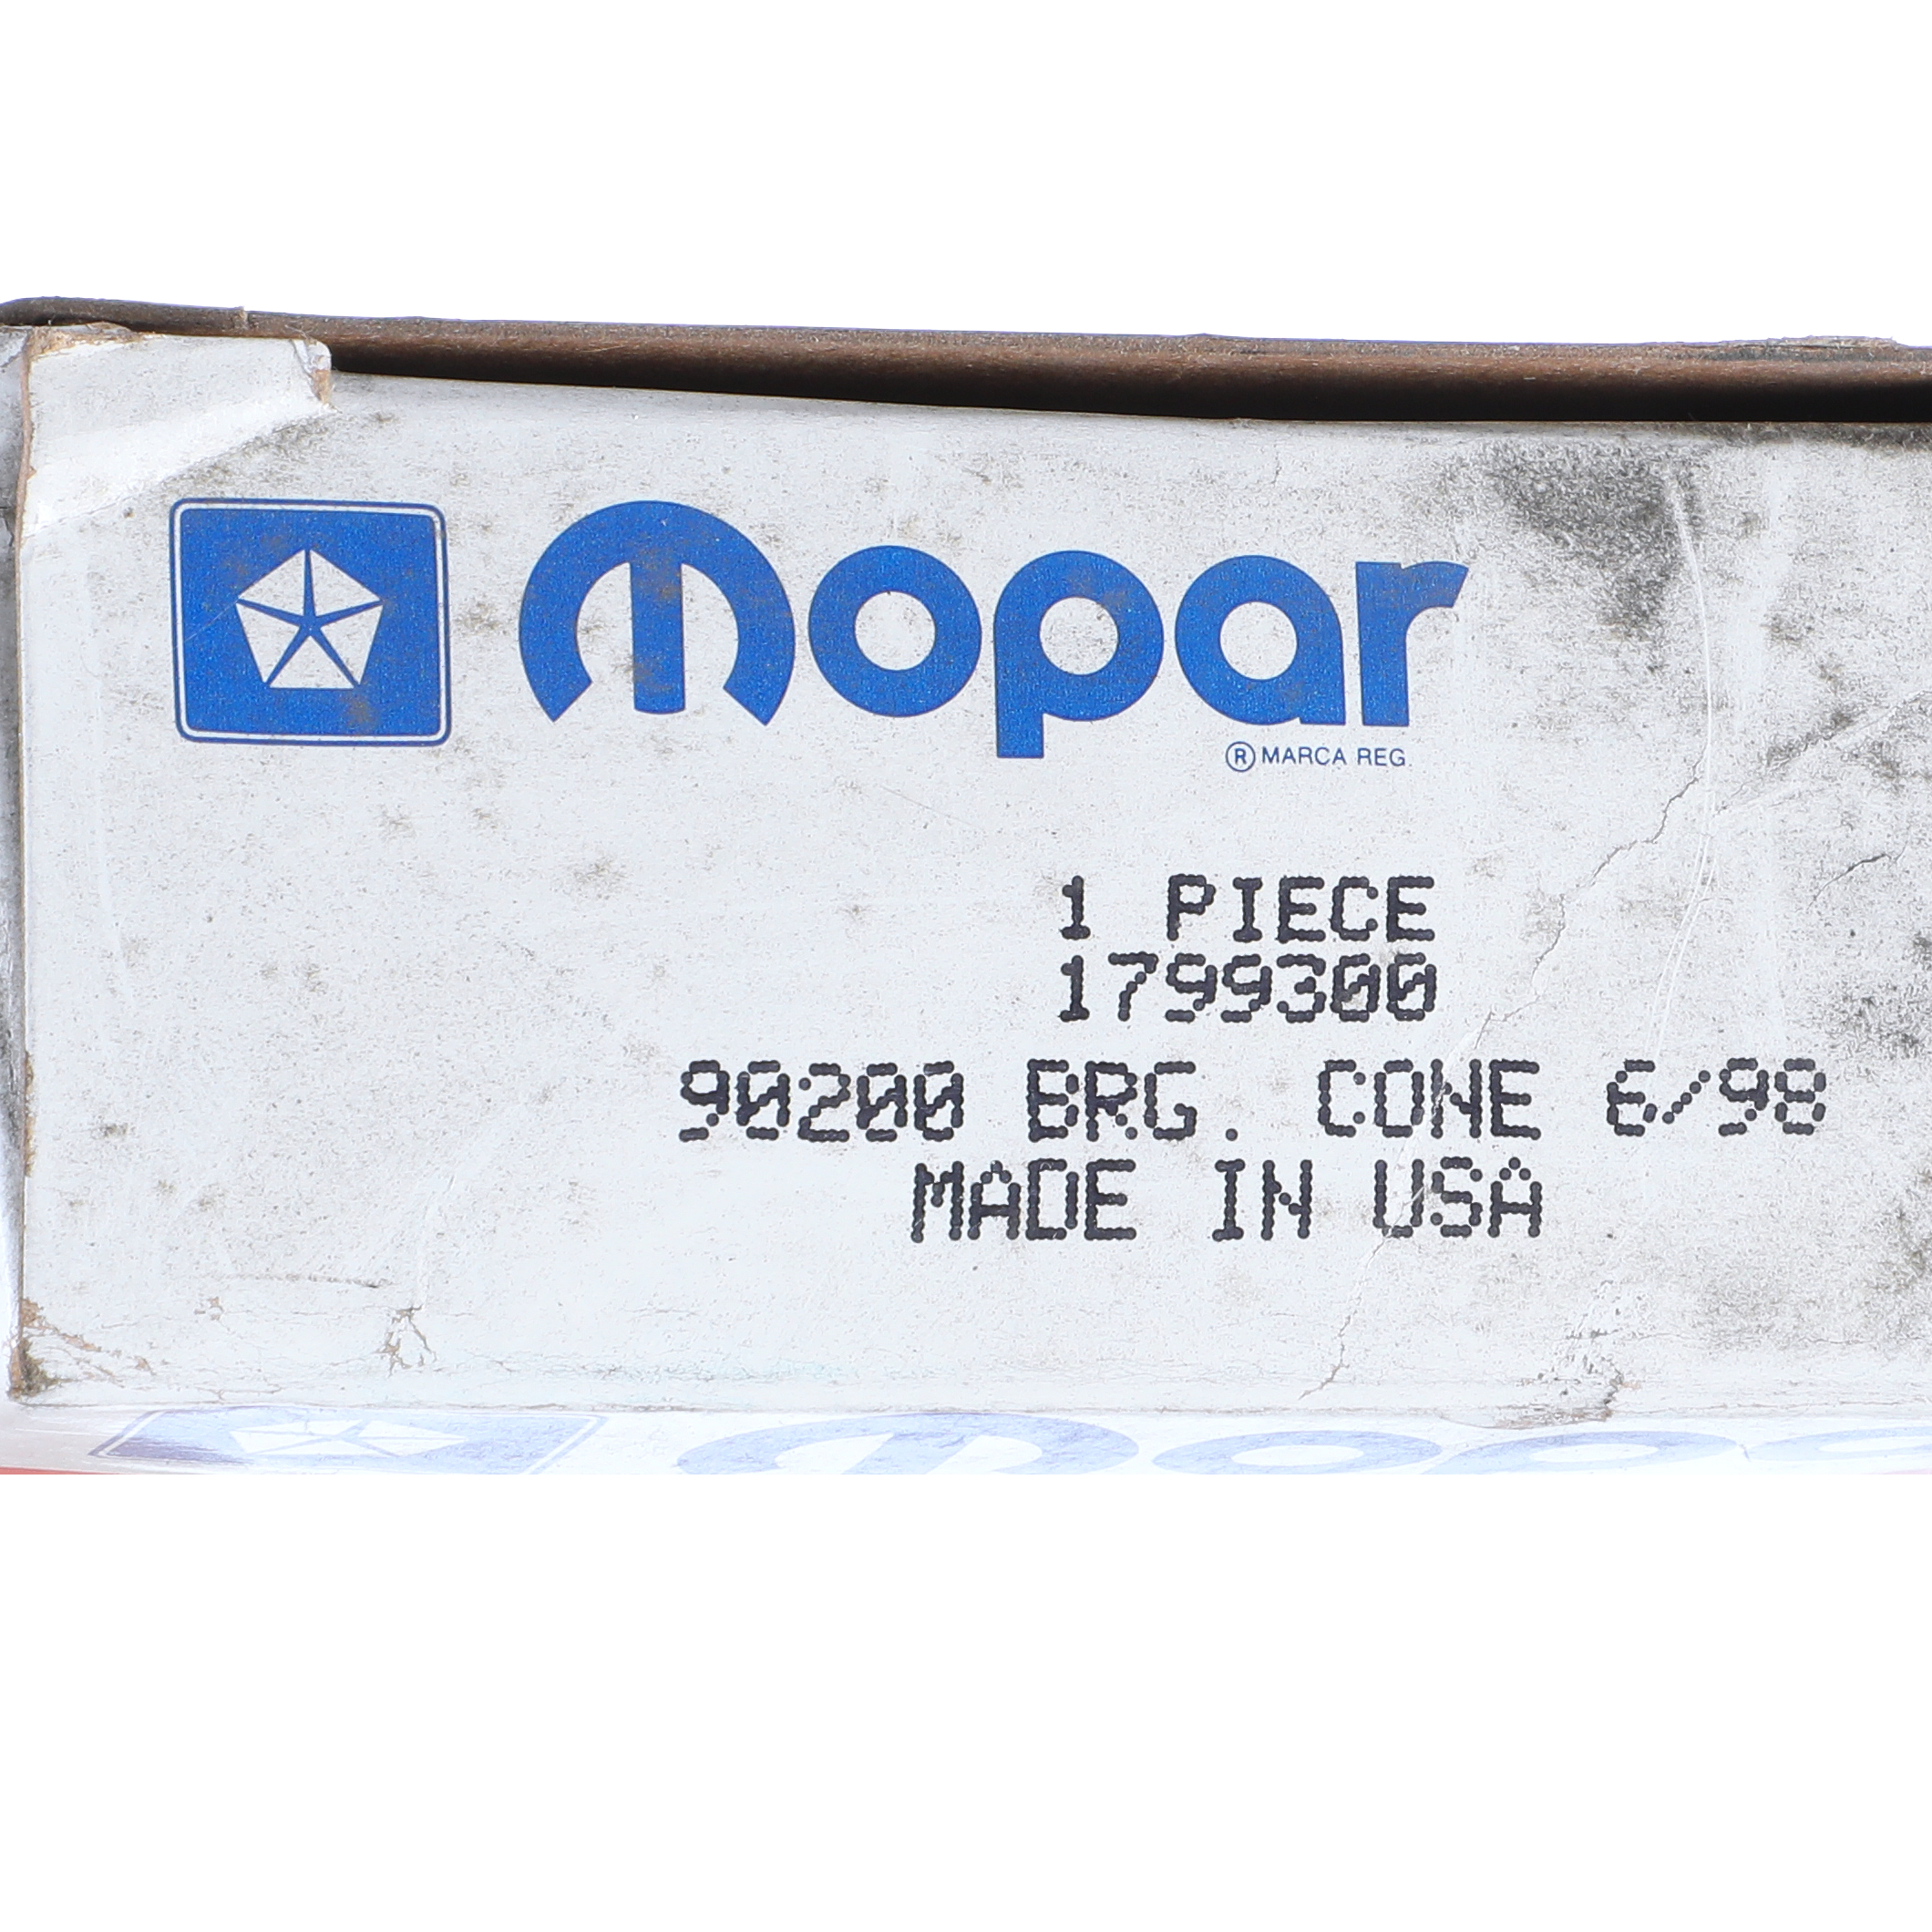 mopar
® MARCA REG.
1 PIECE
1799300
90200 BRG. CONE 6/98
MADE IN USA